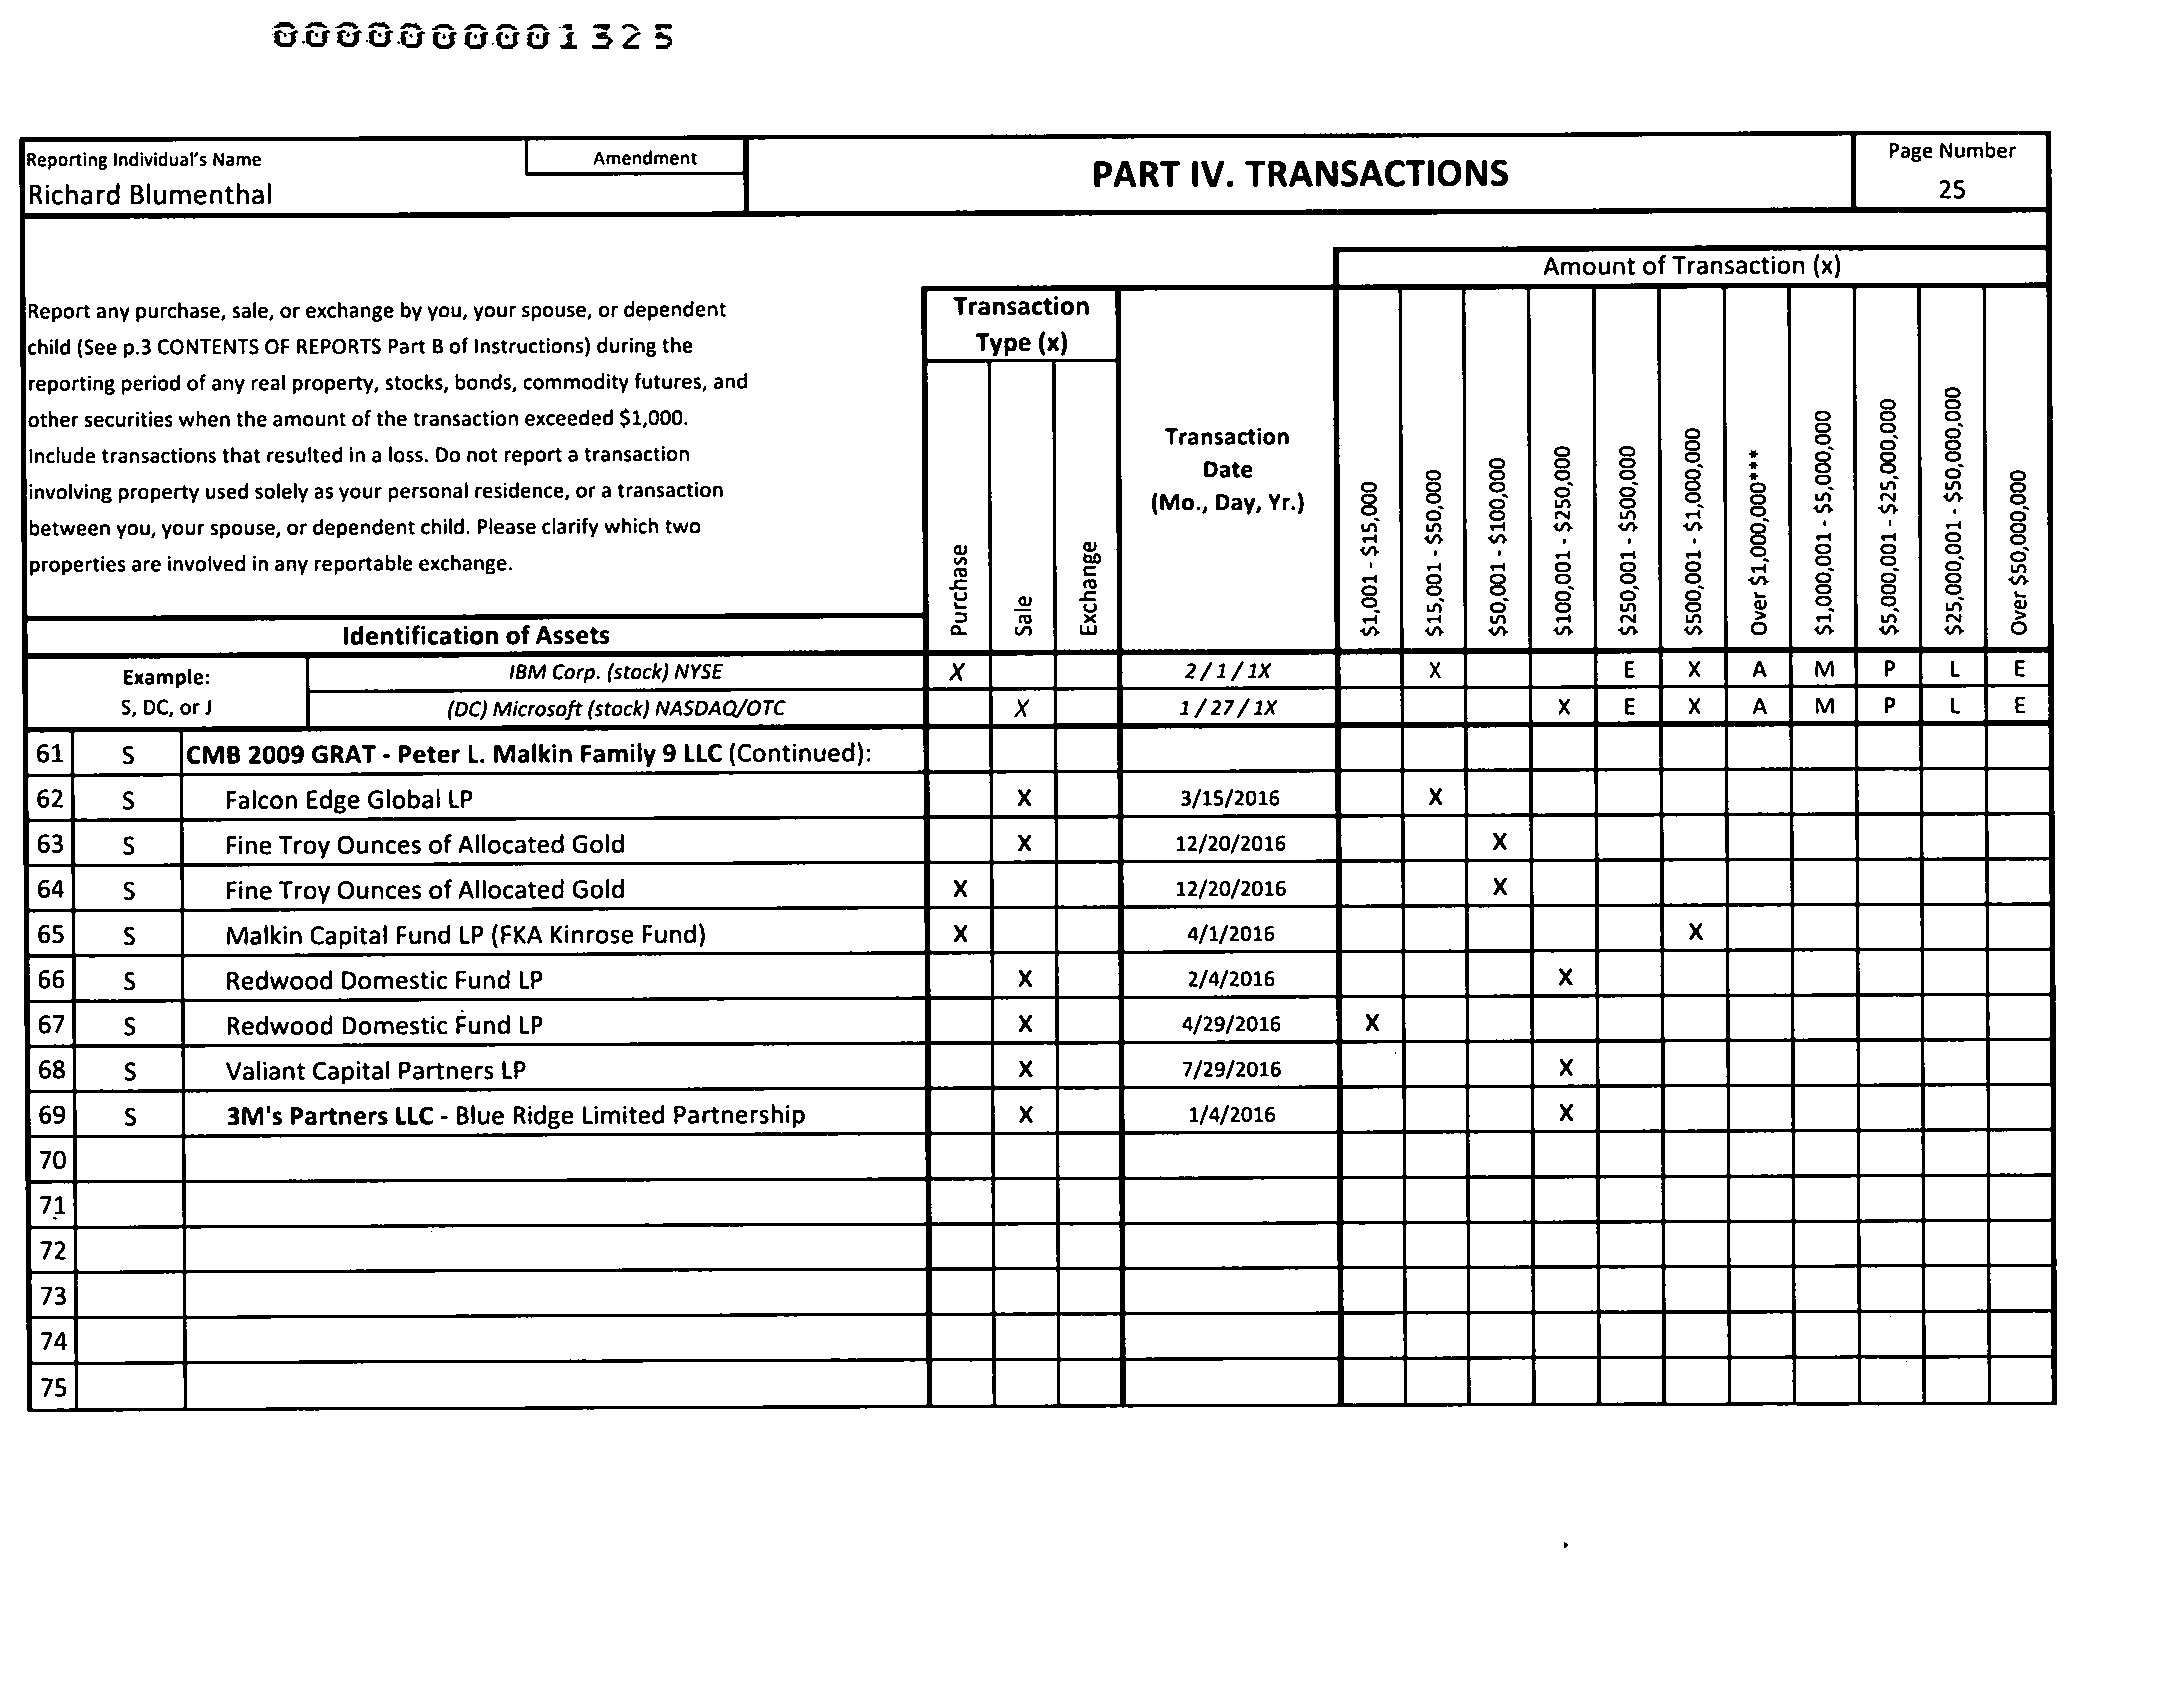 0000000001325
Reporting Individual's Name
Amendment
PART IV. TRANSACTIONS
Page Number
Richard Blumenthal
25
Amount of Transaction (x)
Report any purchase, sale, or exchange by you, your spouse, or dependent
child (See p.3 CONTENTS OF REPORTS Part B of Instructions) during the
reporting period of any real property, stocks, bonds, commodity futures, and
other securities when the amount of the transaction exceeded $1,000.
Include transactions that resulted in a loss. Do not report a transaction
involving property used solely as your personal residence, or a transaction
between you, your spouse, or dependent child. Please clarify which two
properties are involved in any reportable exchange.
Transaction
Type (x)
Purchase
Sale
Exchange
Transaction
Date
(Mo., Day, Yr.)
$1,001 - $15,000
$15,001 - $50,000
$50,001 - $100,000
$100,001 - $250,000
$250,001 - $500,000
$500,001 - $1,000,000
Over $1,000,000***
$1,000,001 - $5,000,000
$5,000,001 - $25,000,000
$25,000,001 - $50,000,000
Over $50,000,000
Identification of Assets
Example:
S, DC, or J
IBM Corp. (stock) NYSE X 2 / 1 / 1X X E X A M P L E
(DC) Microsoft (stock) NASDAQ/OTC X 1 / 27 / 1X X E X A M P L E
61 S CMB 2009 GRAT - Peter L. Malkin Family 9 LLC (Continued):
62 S Falcon Edge Global LP X 3/15/2016 X
63 S Fine Troy Ounces of Allocated Gold X 12/20/2016 X
64 S Fine Troy Ounces of Allocated Gold X 12/20/2016 X
65 S Malkin Capital Fund LP (FKA Kinrose Fund) X 4/1/2016 X
66 S Redwood Domestic Fund LP X 2/4/2016 X
67 S Redwood Domestic Fund LP X 4/29/2016 X
68 S Valiant Capital Partners LP X 7/29/2016 X
69 S 3M's Partners LLC - Blue Ridge Limited Partnership X 1/4/2016 X
70
71
72
73
74
75